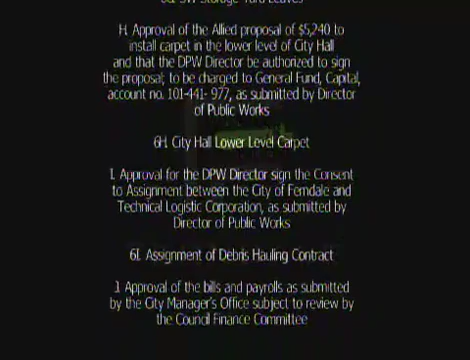 6G. SW Storage Yard Leaves
H. Approval of the Allied proposal of $5,240 to
install carpet in the lower level of City Hall
and that the DPW Director be authorized to sign
the proposal; to be charged to General Fund, Capital,
account no. 101-441- 977, as submitted by Director
of Public Works
6H. City Hall Lower Level Carpet
I. Approval for the DPW Director sign the Consent
to Assignment between the City of Ferndale and
Technical Logistic Corporation, as submitted by
Director of Public Works
6I. Assignment of Debris Hauling Contract
J. Approval of the bills and payrolls as submitted
by the City Manager's Office subject to review by
the Council Finance Committee